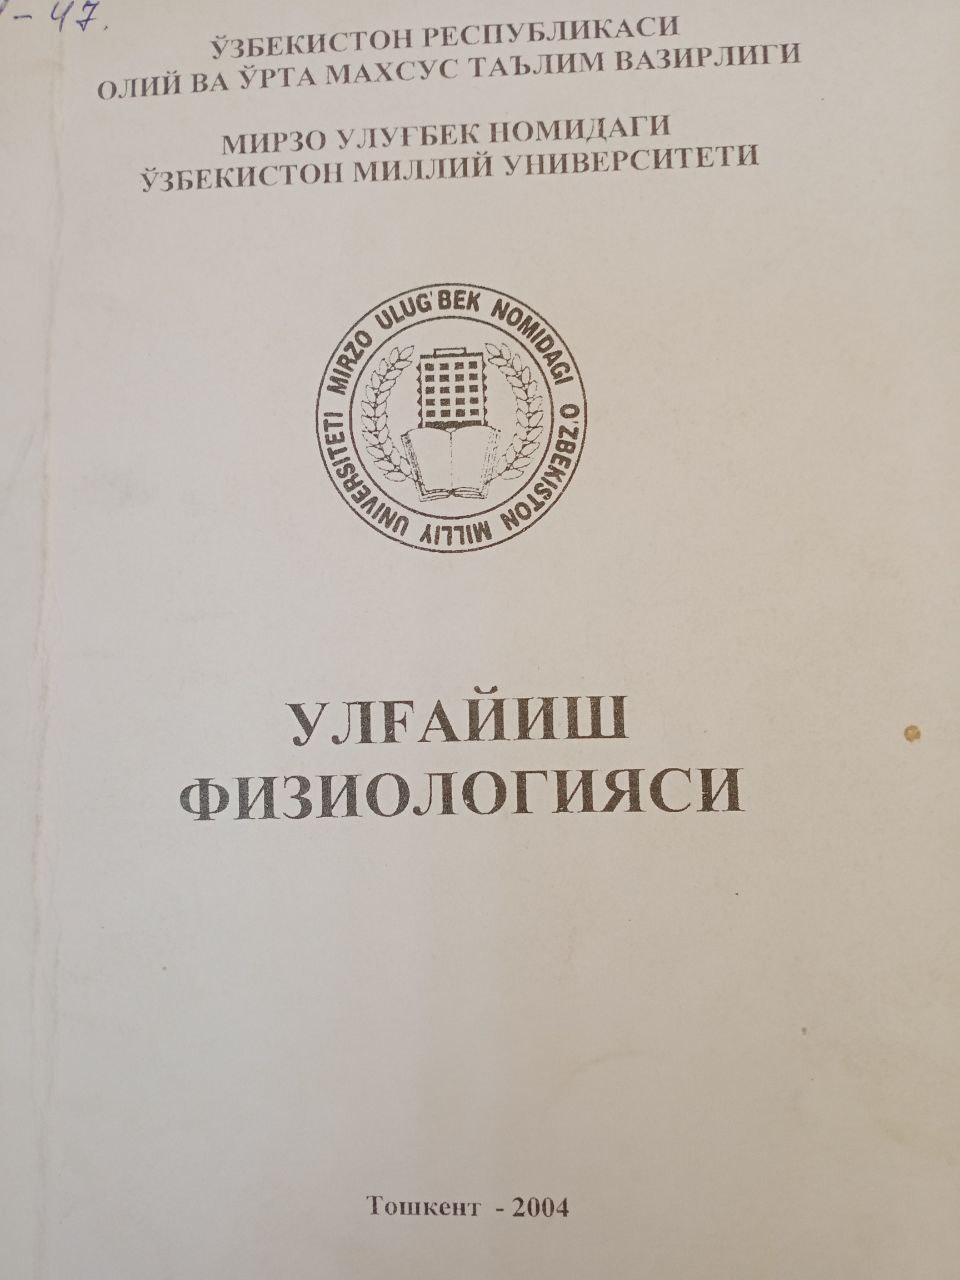 - 47.
ЎЗБЕКИСТОН РЕСПУБЛИКАСИ
ОЛИЙ ВА ЎРТА МАХСУС ТАЪЛИМ ВАЗИРЛИГИ
МИРЗО УЛУҒБЕК НОМИДАГИ
ЎЗБЕКИСТОН МИЛЛИЙ УНИВЕРСИТЕТИ
MIRZO ULUG'BEK NOMIDAGI O'ZBEKISTON MILLIY UNIVERSITETI
УЛҒАЙИШ
ФИЗИОЛОГИЯСИ
Тошкент - 2004